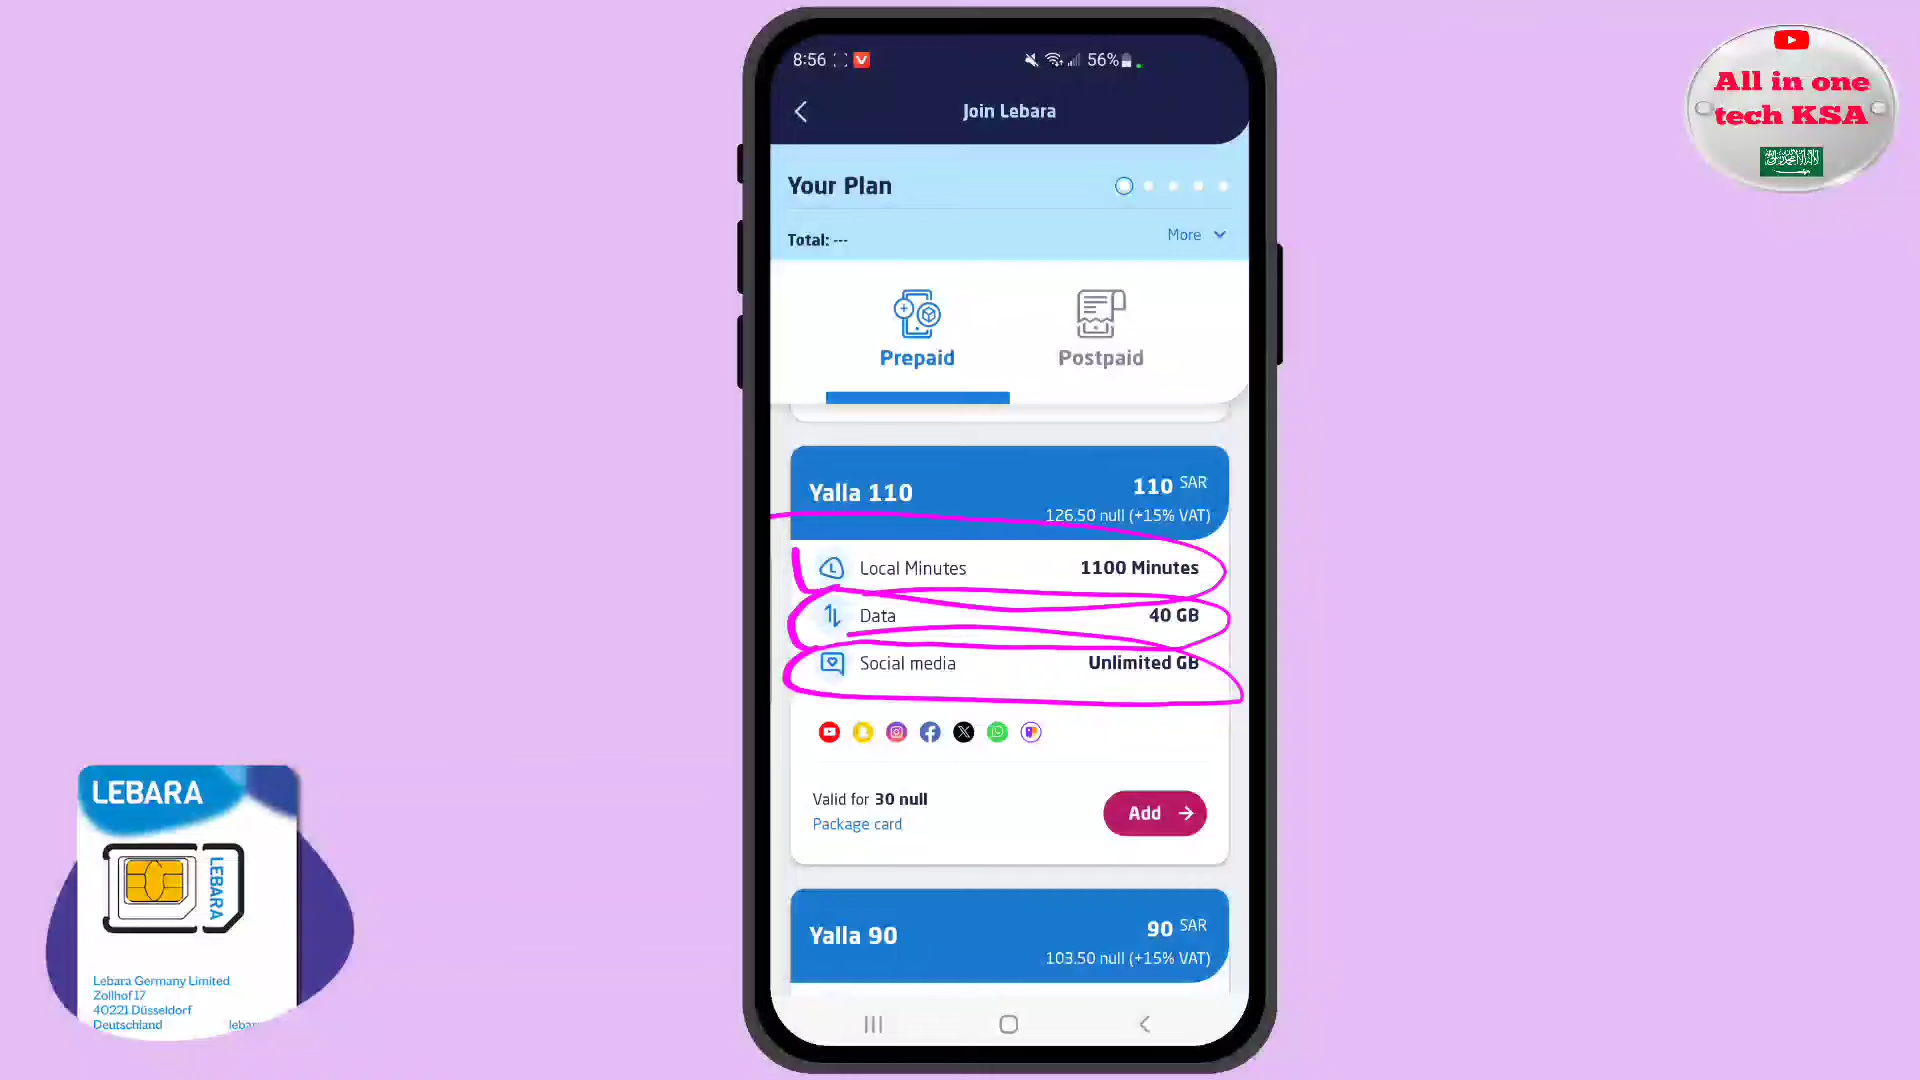 8:56
56%
Join Lebara
Your Plan
Total: ---
More
Prepaid
Postpaid
Yalla 110
110 SAR
126.50 null (+15% VAT)
Local Minutes
1100 Minutes
Data
40 GB
Social media
Unlimited GB
Valid for 30 null
Package card
Add
Yalla 90
90 SAR
103.50 null (+15% VAT)
All in one
tech KSA
LEBARA
LEBARA
Lebara Germany Limited
Zollhof 17
40221 Düsseldorf
Deutschland